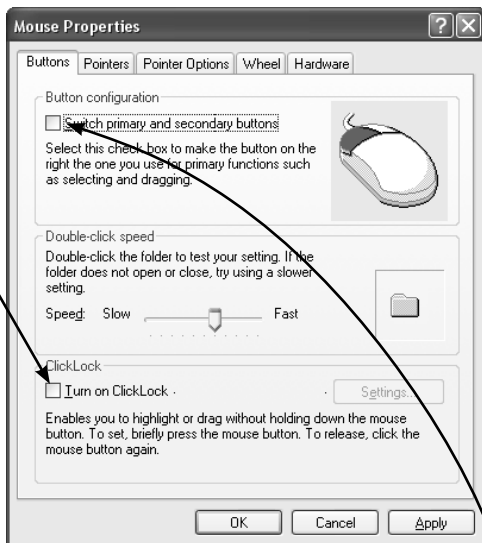 Mouse Properties
Buttons Pointers Pointer Options Wheel Hardware
Button configuration
Switch primary and secondary buttons
Select this check box to make the button on the
right the one you use for primary functions such
as selecting and dragging.
Double-click speed
Double-click the folder to test your setting. If the
folder does not open or close, try using a slower
setting.
Speed: Slow Fast
ClickLock
Turn on ClickLock Settings...
Enables you to highlight or drag without holding down the mouse
button. To set, briefly press the mouse button. To release, click the
mouse button again.
OK Cancel Apply